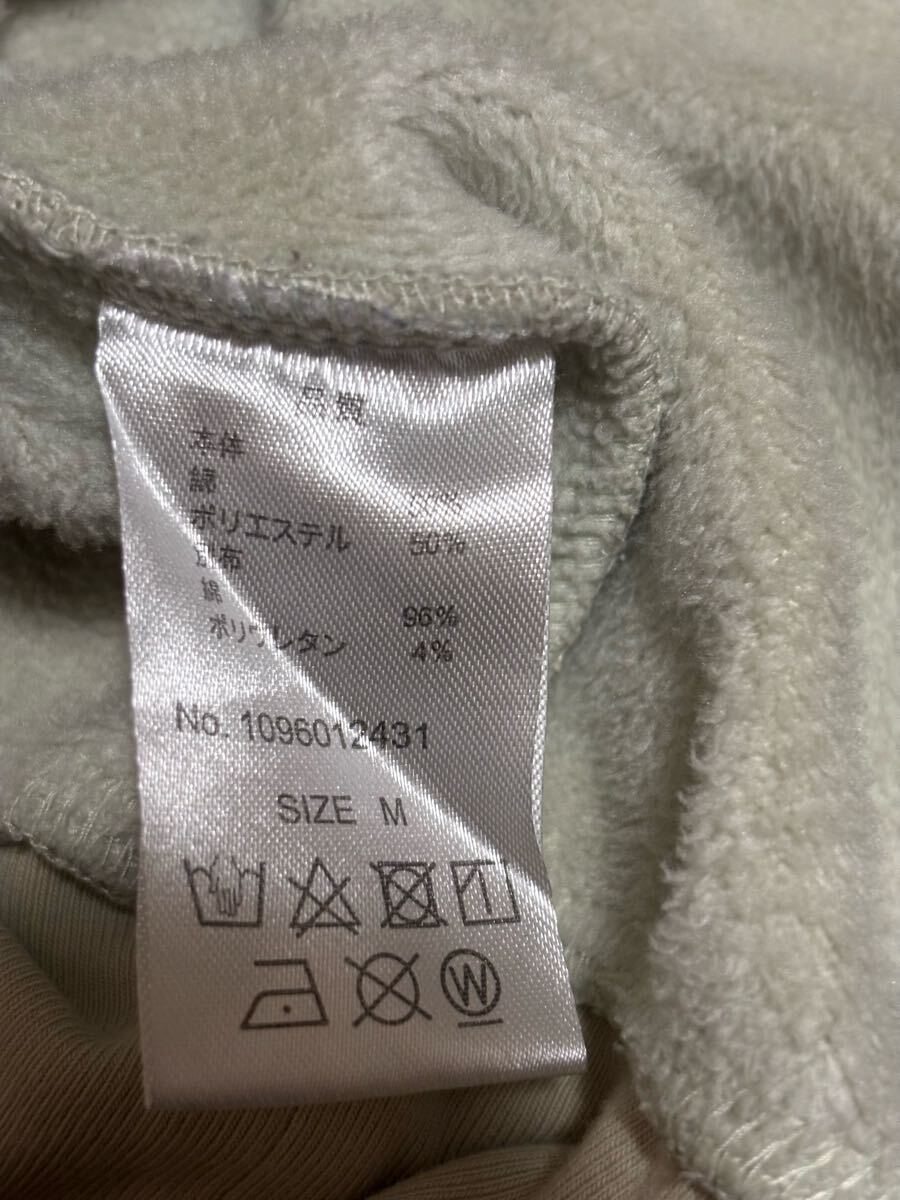 品質
本体
綿
ポリエステル 50%
別布
綿 96%
ポリウレタン 4%
No. 1096012431
SIZE M
W